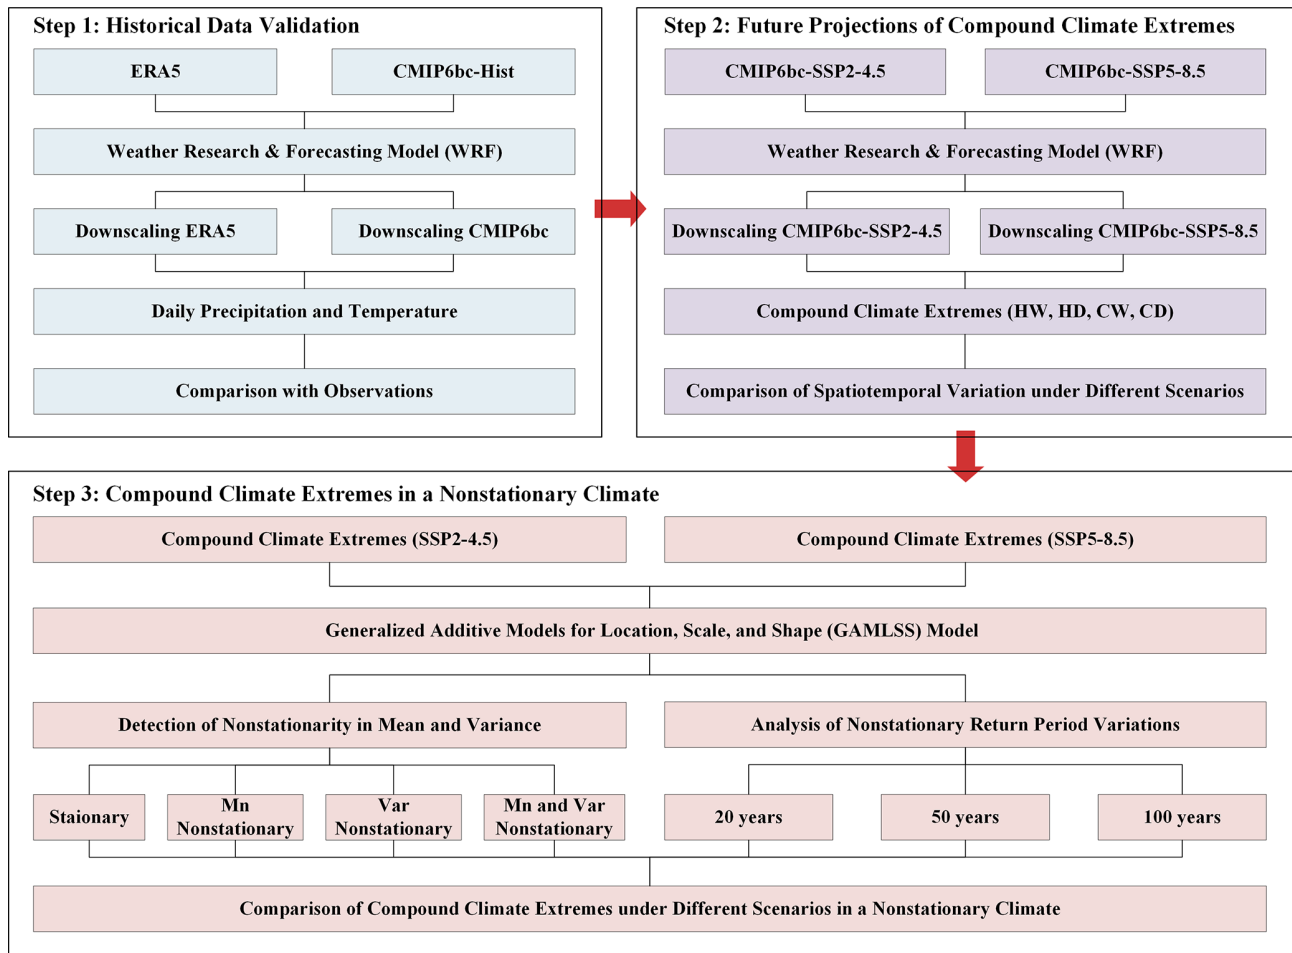 Step 1: Historical Data Validation
ERA5
CMIP6bc-Hist
Weather Research & Forecasting Model (WRF)
Downscaling ERA5
Downscaling CMIP6bc
Daily Precipitation and Temperature
Comparison with Observations
Step 2: Future Projections of Compound Climate Extremes
CMIP6bc-SSP2-4.5
CMIP6bc-SSP5-8.5
Weather Research & Forecasting Model (WRF)
Downscaling CMIP6bc-SSP2-4.5
Downscaling CMIP6bc-SSP5-8.5
Compound Climate Extremes (HW, HD, CW, CD)
Comparison of Spatiotemporal Variation under Different Scenarios
Step 3: Compound Climate Extremes in a Nonstationary Climate
Compound Climate Extremes (SSP2-4.5)
Compound Climate Extremes (SSP5-8.5)
Generalized Additive Models for Location, Scale, and Shape (GAMLSS) Model
Detection of Nonstationarity in Mean and Variance
Analysis of Nonstationary Return Period Variations
Staionary
Mn
Nonstationary
Var
Nonstationary
Mn and Var
Nonstationary
20 years
50 years
100 years
Comparison of Compound Climate Extremes under Different Scenarios in a Nonstationary Climate